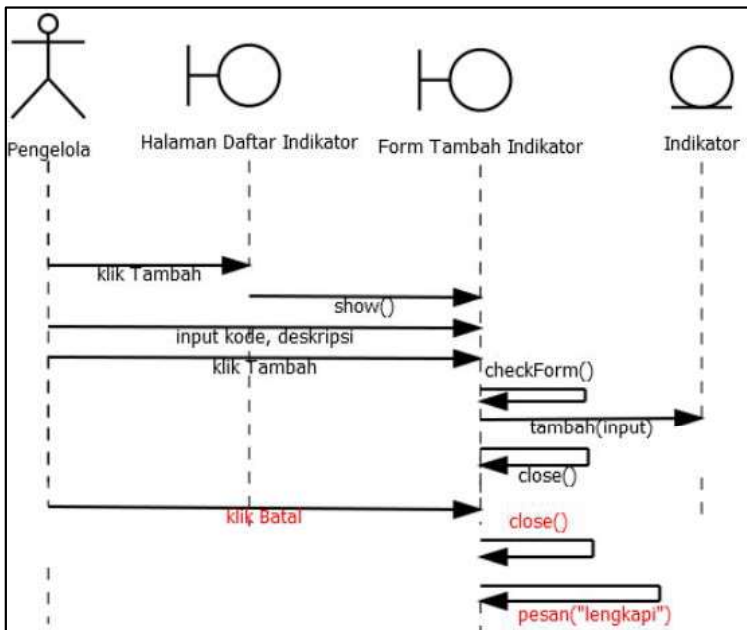 Pengelola
Halaman Daftar Indikator
Form Tambah Indikator
Indikator
klik Tambah
show()
input kode, deskripsi
klik Tambah
checkForm()
tambah(input)
close()
klik Batal
close()
pesan("lengkapi")